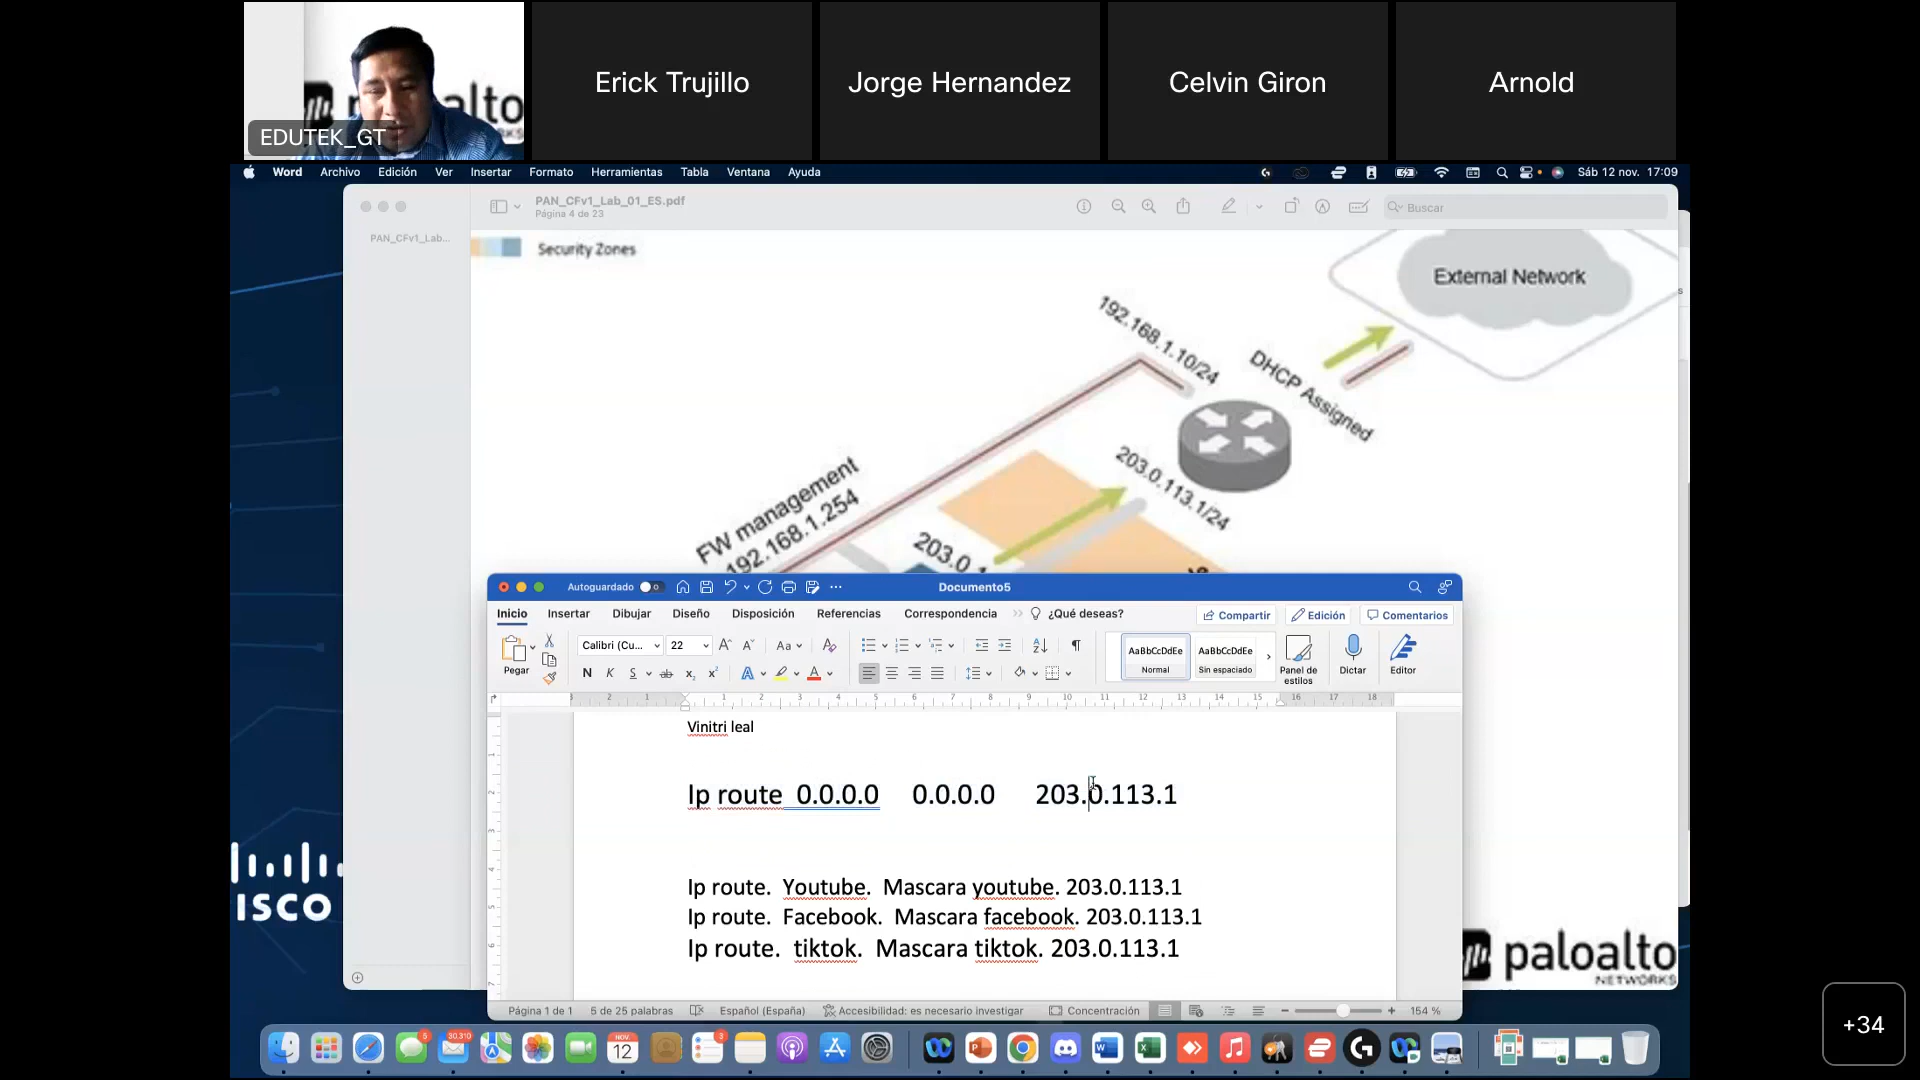 Erick Trujillo
Jorge Hernandez
Celvin Giron
Arnold
EDUTEK_GT
Word Archivo Edición Ver Insertar Formato Herramientas Tabla Ventana Ayuda
Sáb 12 nov. 17:09
PAN_CFv1_Lab_01_ES.pdf
Página 4 de 23
Buscar
PAN_CFv1_Lab...
Security Zones
External Network
192.168.1.10/24
DHCP Assigned
203.0.113.1/24
FW management
192.168.1.254
203.0.1
Autoguardado
Documento5
Inicio Insertar Dibujar Diseño Disposición Referencias Correspondencia ¿Qué deseas?
Compartir Edición Comentarios
Pegar
Calibri (Cu... 22
AaBbCcDdEe
Normal
AaBbCcDdEe
Sin espaciado
Panel de
estilos
Dictar
Editor
Vinitri leal
Ip route 0.0.0.0 0.0.0.0 203.0.113.1
Ip route. Youtube. Mascara youtube. 203.0.113.1
Ip route. Facebook. Mascara facebook. 203.0.113.1
Ip route. tiktok. Mascara tiktok. 203.0.113.1
Página 1 de 1 5 de 25 palabras Español (España) Accesibilidad: es necesario investigar Concentración 154 %
ISCO
paloalto
NETWORKS
+34